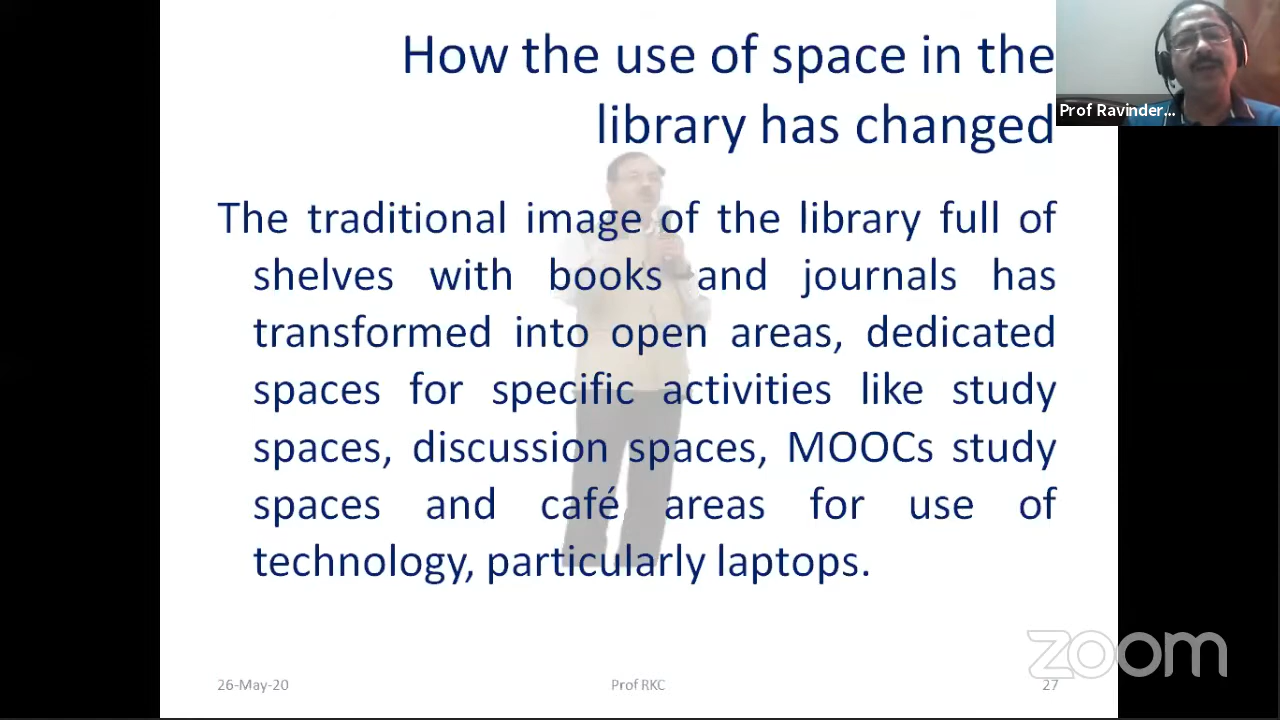 How the use of space in the
library has changed
Prof Ravinder...
The traditional image of the library full of
shelves with books and journals has
transformed into open areas, dedicated
spaces for specific activities like study
spaces, discussion spaces, MOOCs study
spaces and café areas for use of
technology, particularly laptops.
zoom
26-May-20
Prof RKC
27